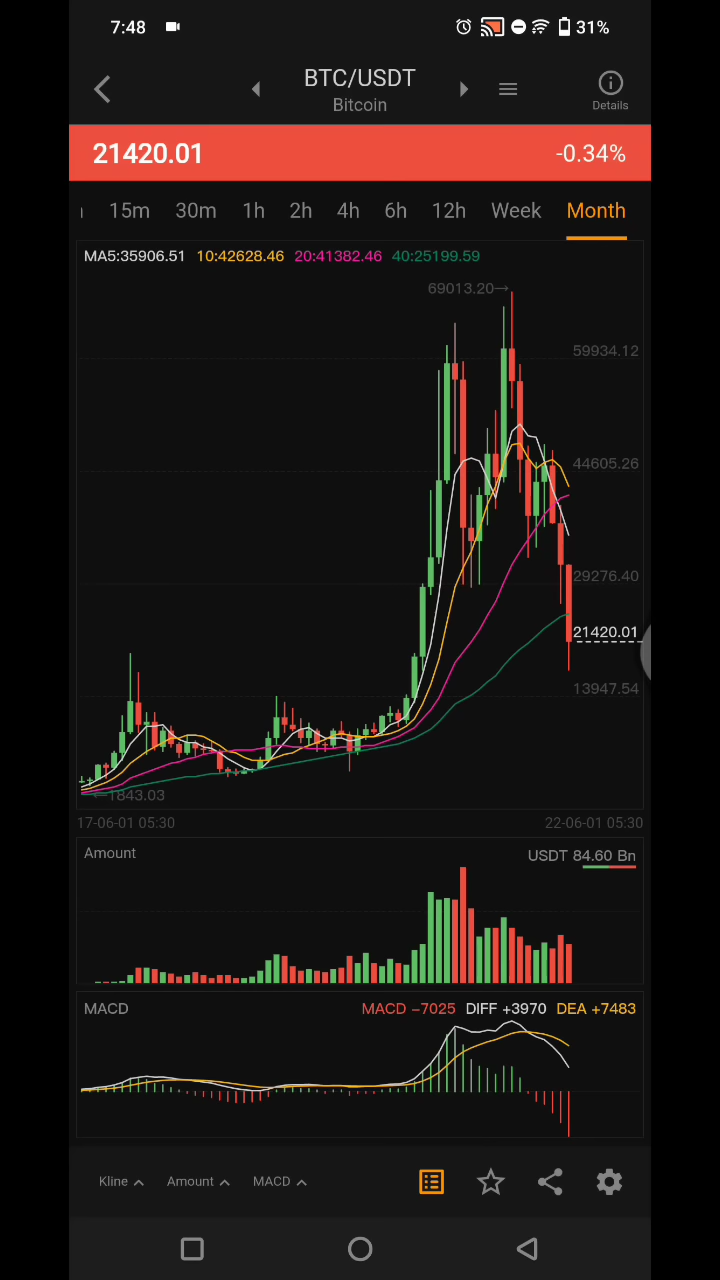 7:48 31%
BTC/USDT
Bitcoin
Details
21420.01 -0.34%
15m 30m 1h 2h 4h 6h 12h Week Month
MA5:35906.51 10:42628.46 20:41382.46 40:25199.59
69013.20→
59934.12
44605.26
29276.40
21420.01
13947.54
←1843.03
17-06-01 05:30 22-06-01 05:30
Amount USDT 84.60 Bn
MACD MACD −7025 DIFF +3970 DEA +7483
Kline Amount MACD